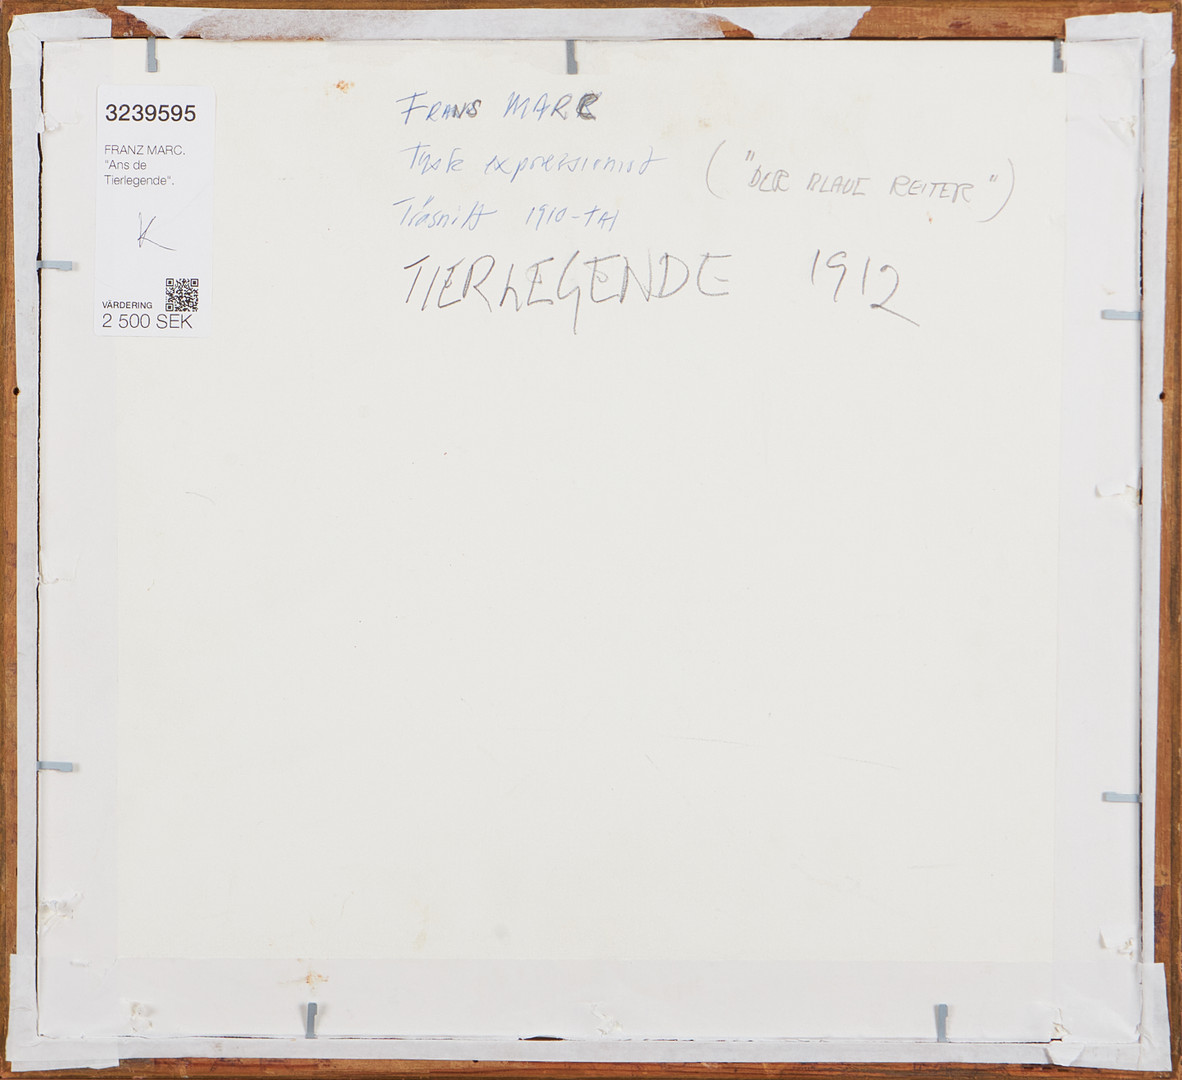 3239595
FRANZ MARC.
"Ans de
Tierlegende".
K
VÄRDERING
2 500 SEK
FRANS MARC
Tysk expressionist
("DER BLAUE REITER")
Träsnitt 1910-TAl
TIERLEGENDE 1912